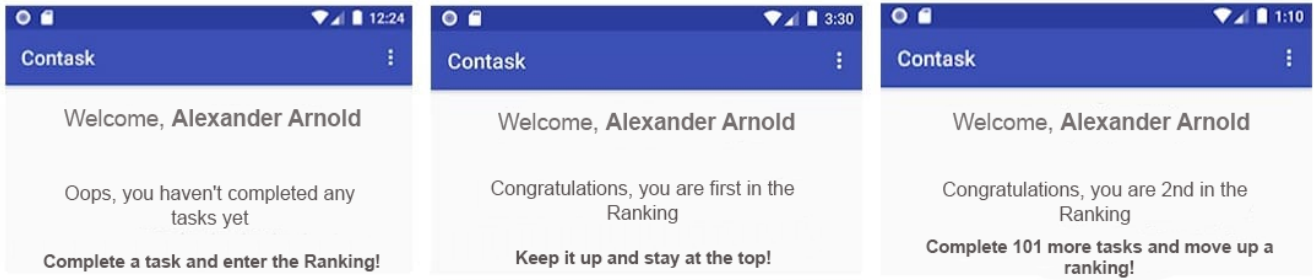 12:24
Contask
Welcome, Alexander Arnold
Oops, you haven't completed any
tasks yet
Complete a task and enter the Ranking!
3:30
Contask
Welcome, Alexander Arnold
Congratulations, you are first in the
Ranking
Keep it up and stay at the top!
1:10
Contask
Welcome, Alexander Arnold
Congratulations, you are 2nd in the
Ranking
Complete 101 more tasks and move up a
ranking!